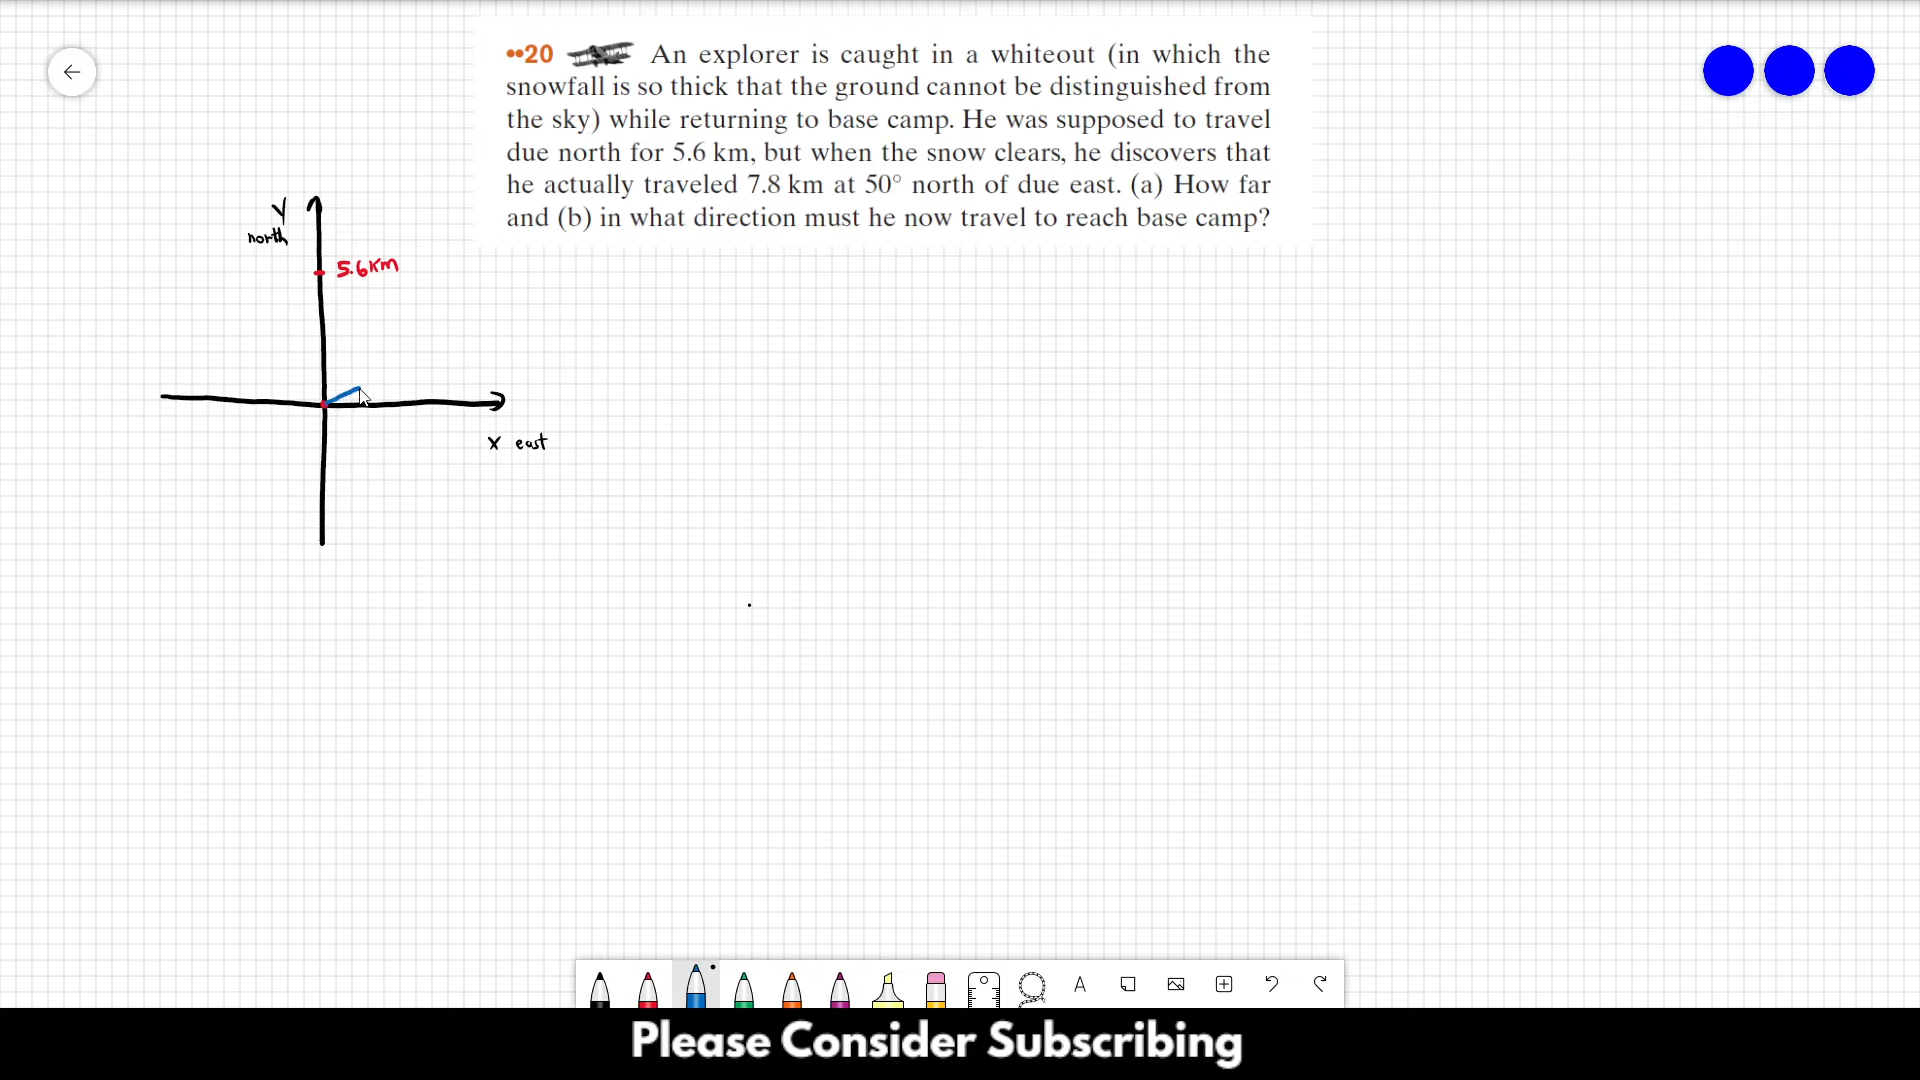 ••20 An explorer is caught in a whiteout (in which the
snowfall is so thick that the ground cannot be distinguished from
the sky) while returning to base camp. He was supposed to travel
due north for 5.6 km, but when the snow clears, he discovers that
he actually traveled 7.8 km at 50° north of due east. (a) How far
and (b) in what direction must he now travel to reach base camp?
y
north
5.6km
x east
A
Please Consider Subscribing